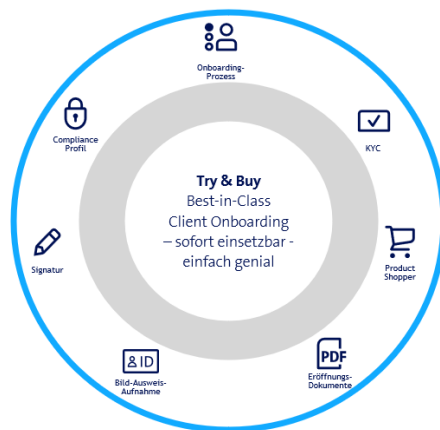 Onboarding-
Prozess
Compliance
Profil
KYC
Try & Buy
Best-in-Class
Client Onboarding
– sofort einsetzbar -
einfach genial
Signatur
Product
Shopper
ID
Bild-Ausweis-
Aufnahme
PDF
Eröffnungs-
Dokumente